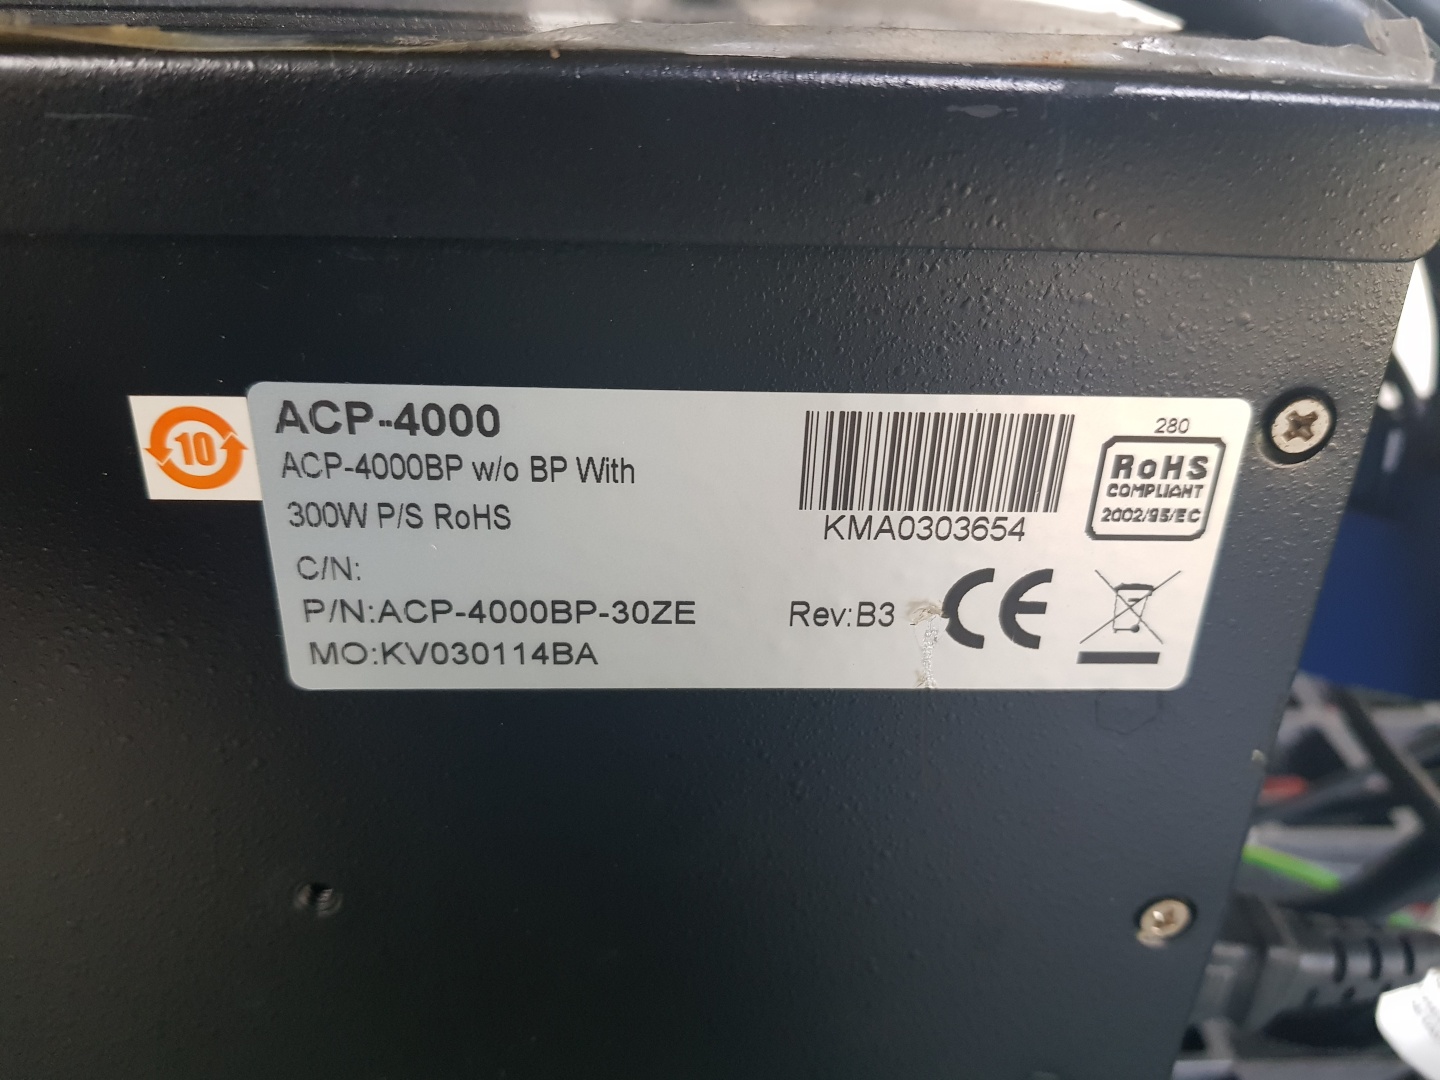 10
ACP-4000
ACP-4000BP w/o BP With
300W P/S RoHS
C/N:
P/N:ACP-4000BP-30ZE
MO:KV030114BA
KMA0303654
Rev:B3
CE
280
RoHS
COMPLIANT
2002/95/EC